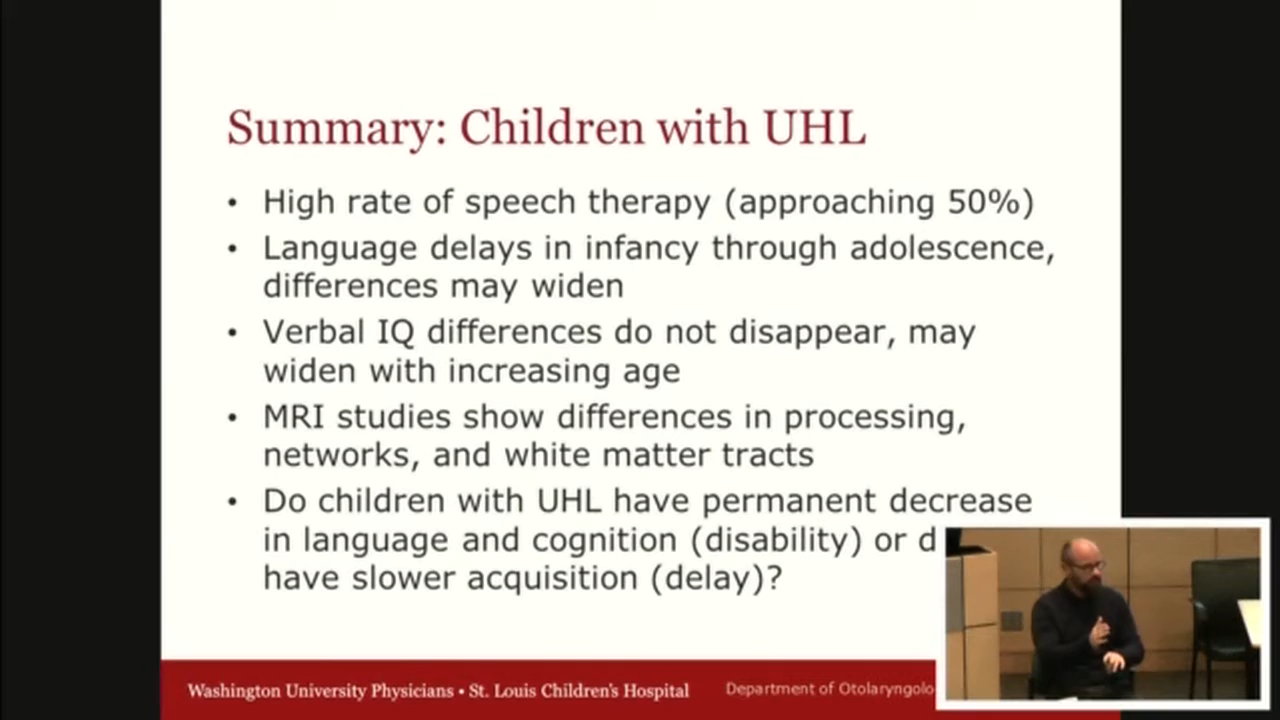 Summary: Children with UHL
• High rate of speech therapy (approaching 50%)
• Language delays in infancy through adolescence,
differences may widen
• Verbal IQ differences do not disappear, may
widen with increasing age
• MRI studies show differences in processing,
networks, and white matter tracts
• Do children with UHL have permanent decrease
in language and cognition (disability) or
have slower acquisition (delay)?
Washington University Physicians • St. Louis Children's Hospital
Department of